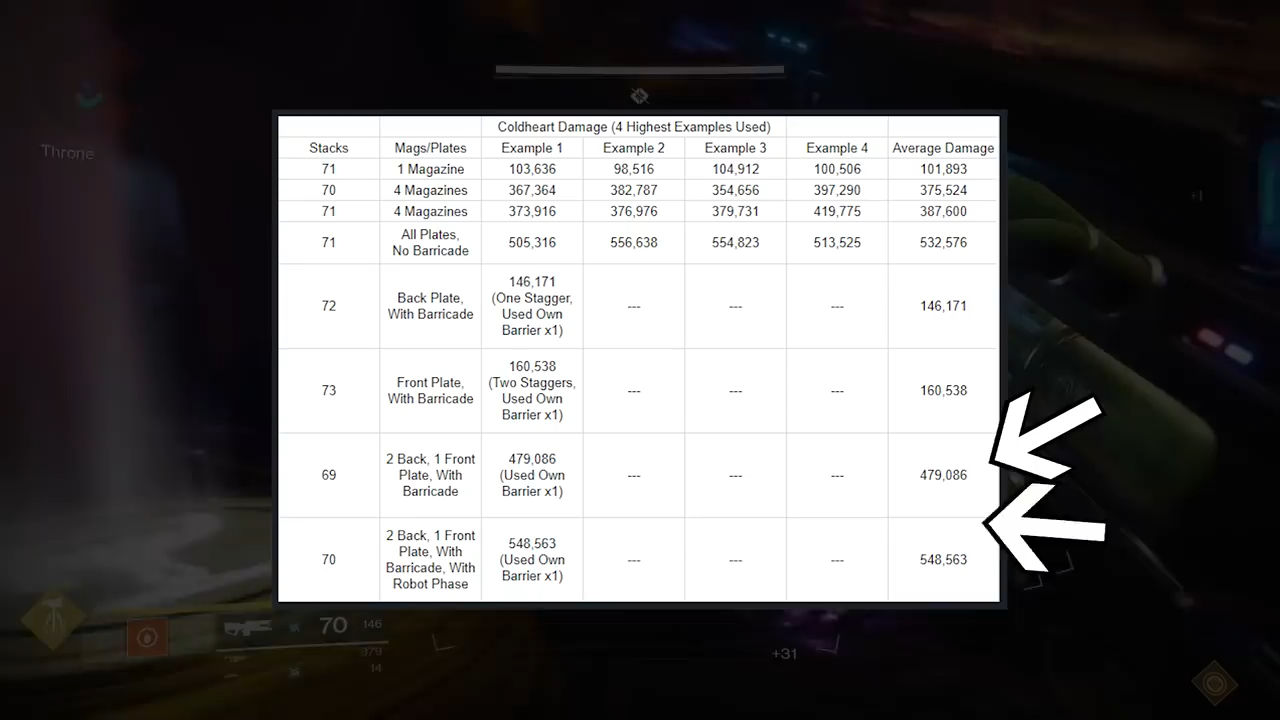 Throne
Coldheart Damage (4 Highest Examples Used)
Stacks Mags/Plates Example 1 Example 2 Example 3 Example 4 Average Damage
71 1 Magazine 103,636 98,516 104,912 100,506 101,893
70 4 Magazines 367,364 382,787 354,656 397,290 375,524
71 4 Magazines 373,916 376,976 379,731 419,775 387,600
71 All Plates,
No Barricade 505,316 556,638 554,823 513,525 532,576
72 Back Plate,
With Barricade 146,171
(One Stagger,
Used Own
Barrier x1) --- --- --- 146,171
73 Front Plate,
With Barricade 160,538
(Two Staggers,
Used Own
Barrier x1) --- --- --- 160,538
69 2 Back, 1 Front
Plate, With
Barricade 479,086
(Used Own
Barrier x1) --- --- --- 479,086
70 2 Back, 1 Front
Plate, With
Barricade, With
Robot Phase 548,563
(Used Own
Barrier x1) --- --- --- 548,563
+1
70 146
379
14
+31